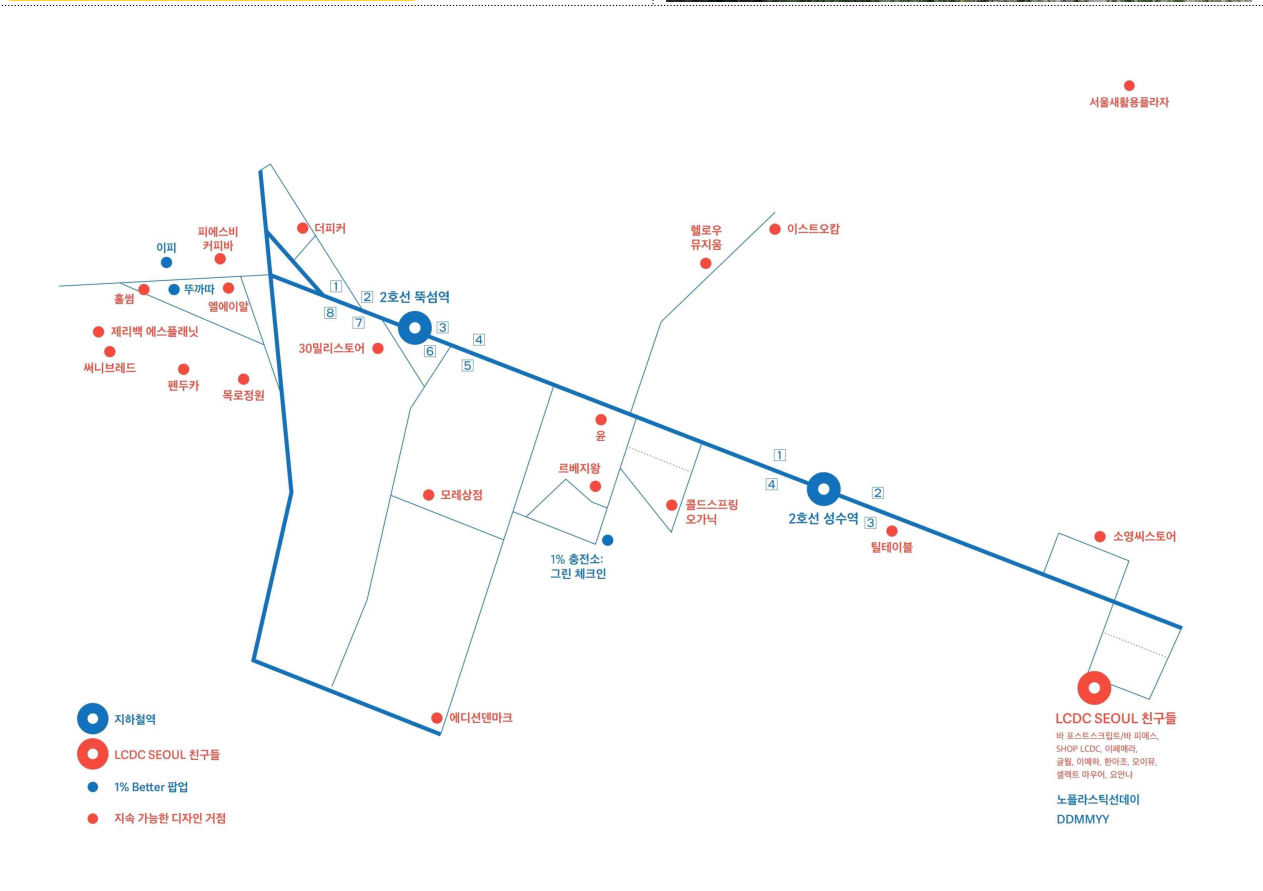 서울새활용플라자
더피커
피에스비
커피바
이피
헬로우
뮤지움
이스트오캄
홀썸
뚜까따
엘에이알
1
2
2호선 뚝섬역
8
7
3
4
6
5
제리백 에스플래닛
써니브레드
펜두카
목로정원
30밀리스토어
윤
르베지왕
모레상점
콜드스프링
오가닉
1
4
2
2호선 성수역
3
틸테이블
소영씨스토어
1% 충전소:
그린 체크인
에디션덴마크
지하철역
LCDC SEOUL 친구들
1% Better 팝업
지속 가능한 디자인 거점
LCDC SEOUL 친구들
바 포스트스크립트/바 피에스,
SHOP LCDC, 이페메라,
글월, 이예하, 한아조, 오이뮤,
셀렉트 마우어, 요안나
노플라스틱선데이
DDMMYY